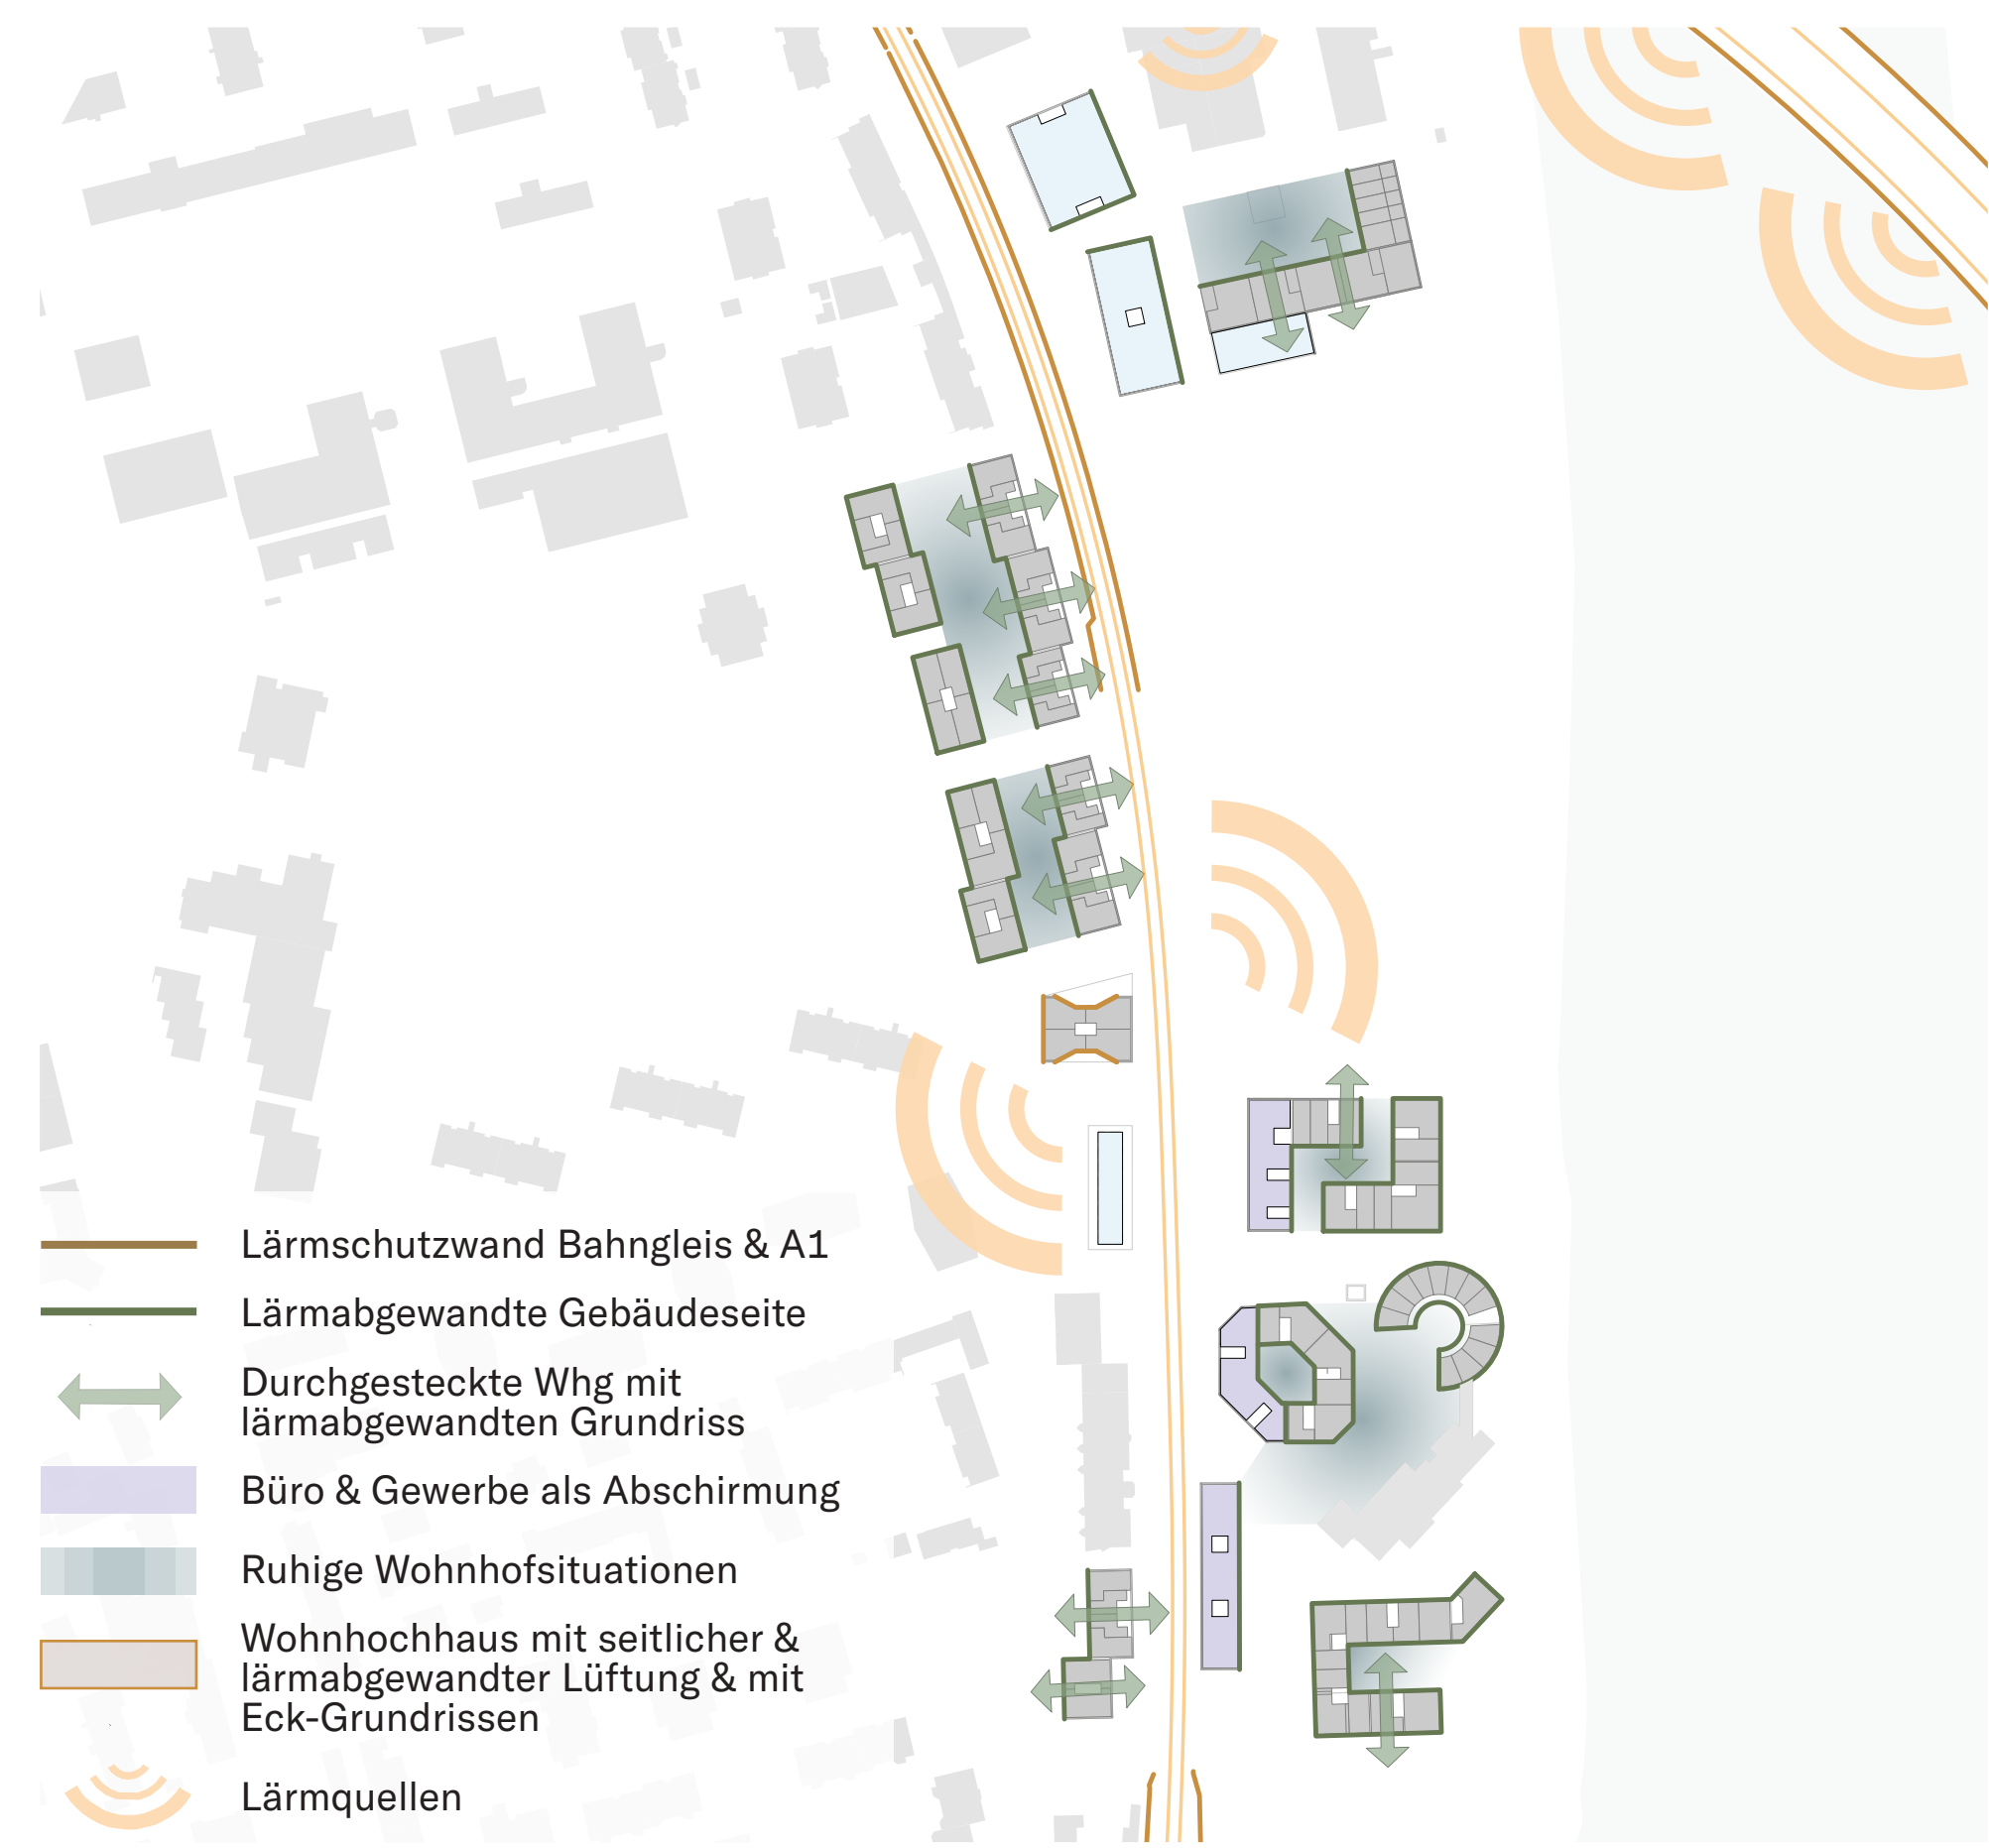 Lärmschutzwand Bahngleis & A1
Lärmabgewandte Gebäudeseite
Durchgesteckte Whg mit
lärmabgewandten Grundriss
Büro & Gewerbe als Abschirmung
Ruhige Wohnhofsituationen
Wohnhochhaus mit seitlicher &
lärmabgewandter Lüftung & mit
Eck-Grundrissen
Lärmquellen